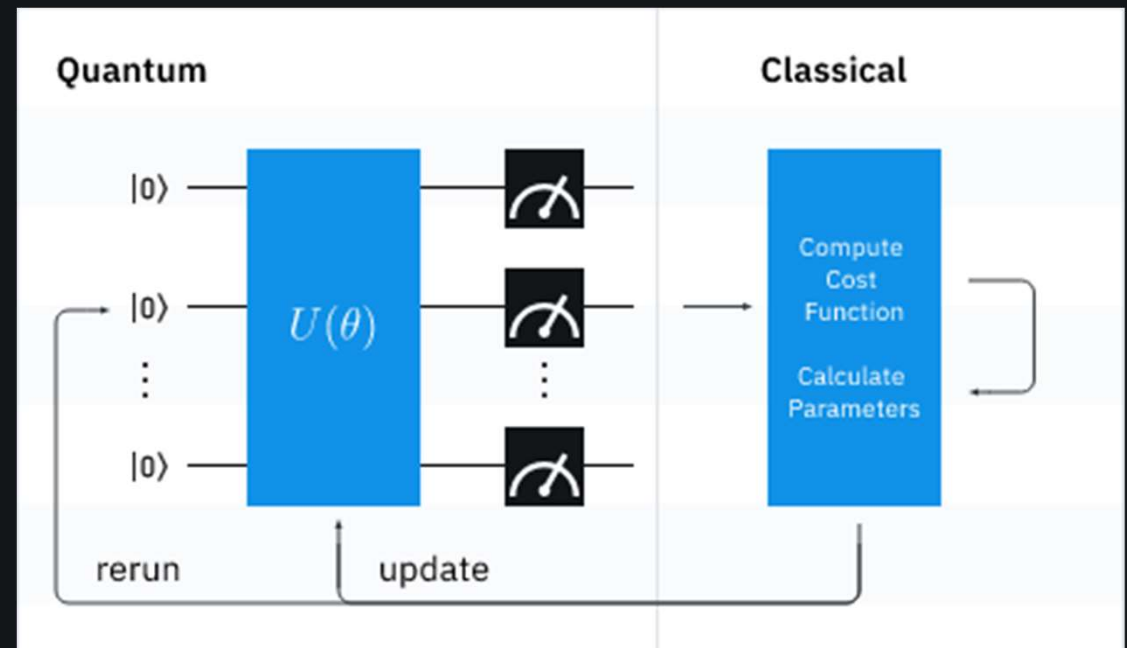 Quantum
Classical
|0⟩
|0⟩
⋮
⋮
|0⟩
U(θ)
Compute
Cost
Function
Calculate
Parameters
rerun
update